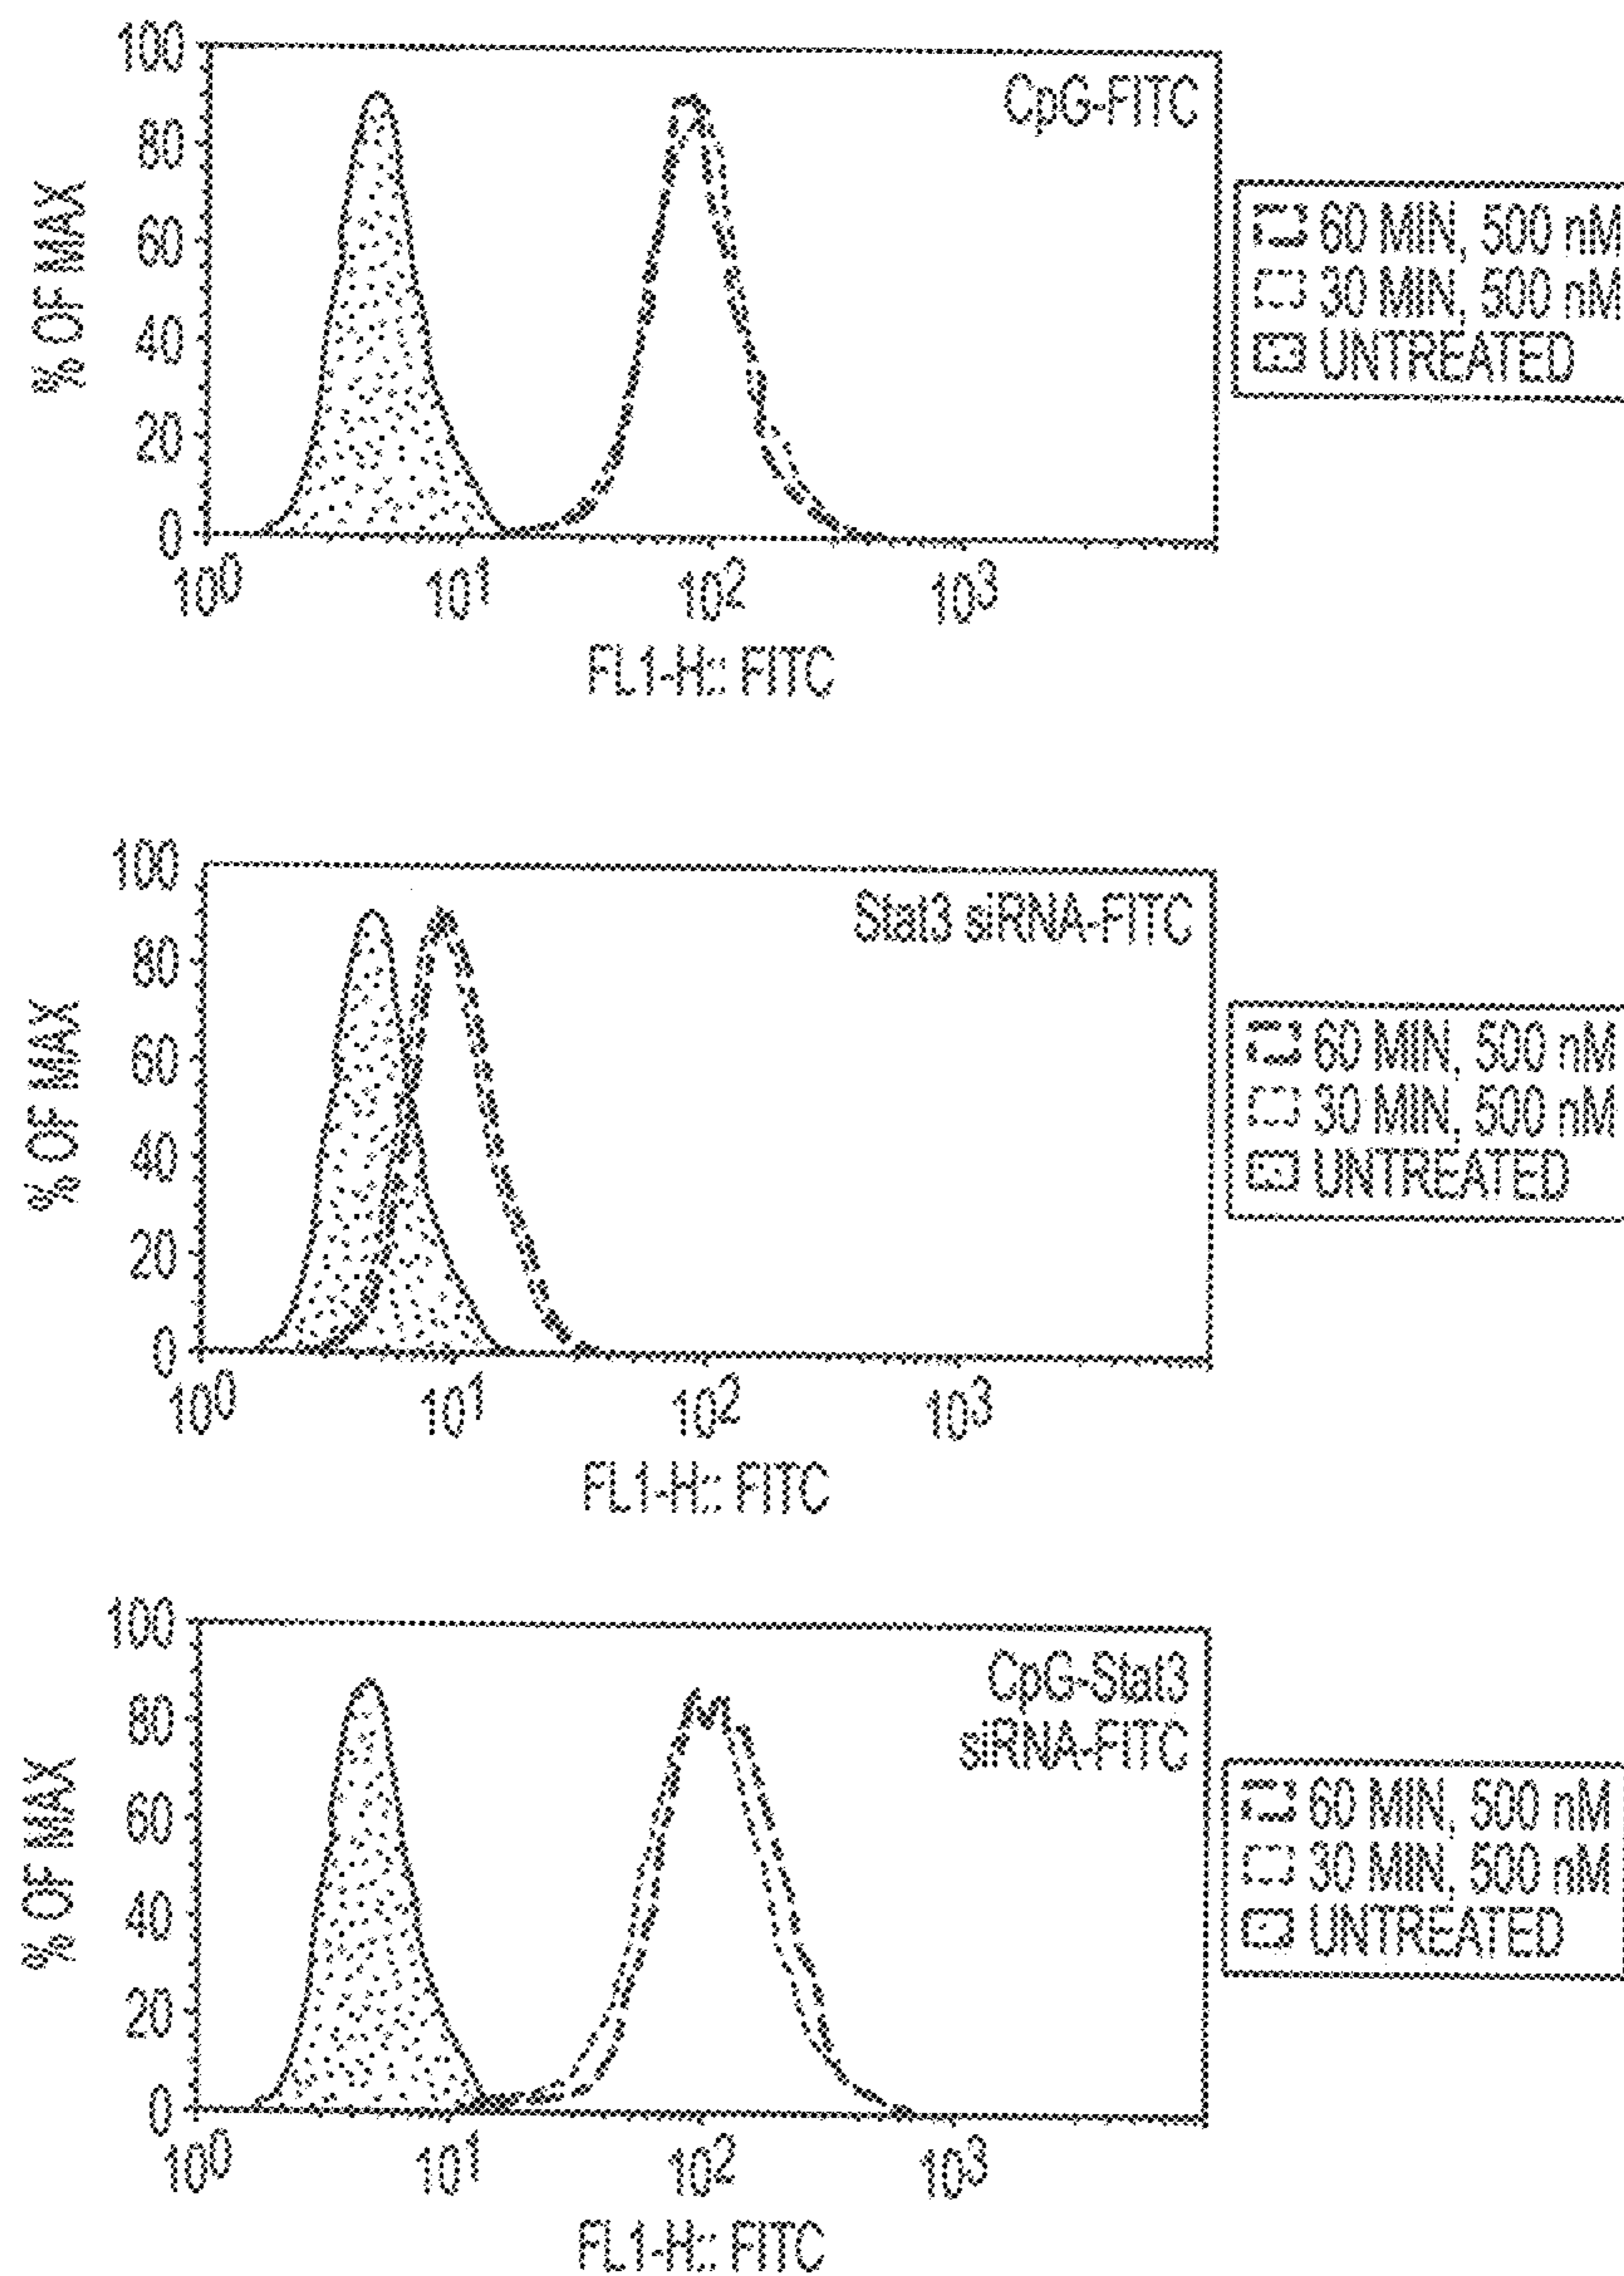 100
80
60
40
20
0
% OF MAX
CpG-FITC
10^0 10^1 10^2 10^3
FL1-H:: FITC
60 MIN, 500 nM
30 MIN, 500 nM
UNTREATED
100
80
60
40
20
0
% OF MAX
Stat3 siRNA-FITC
10^0 10^1 10^2 10^3
FL1-H:: FITC
60 MIN, 500 nM
30 MIN, 500 nM
UNTREATED
100
80
60
40
20
0
% OF MAX
CpG-Stat3
siRNA-FITC
10^0 10^1 10^2 10^3
FL1-H:: FITC
60 MIN, 500 nM
30 MIN, 500 nM
UNTREATED